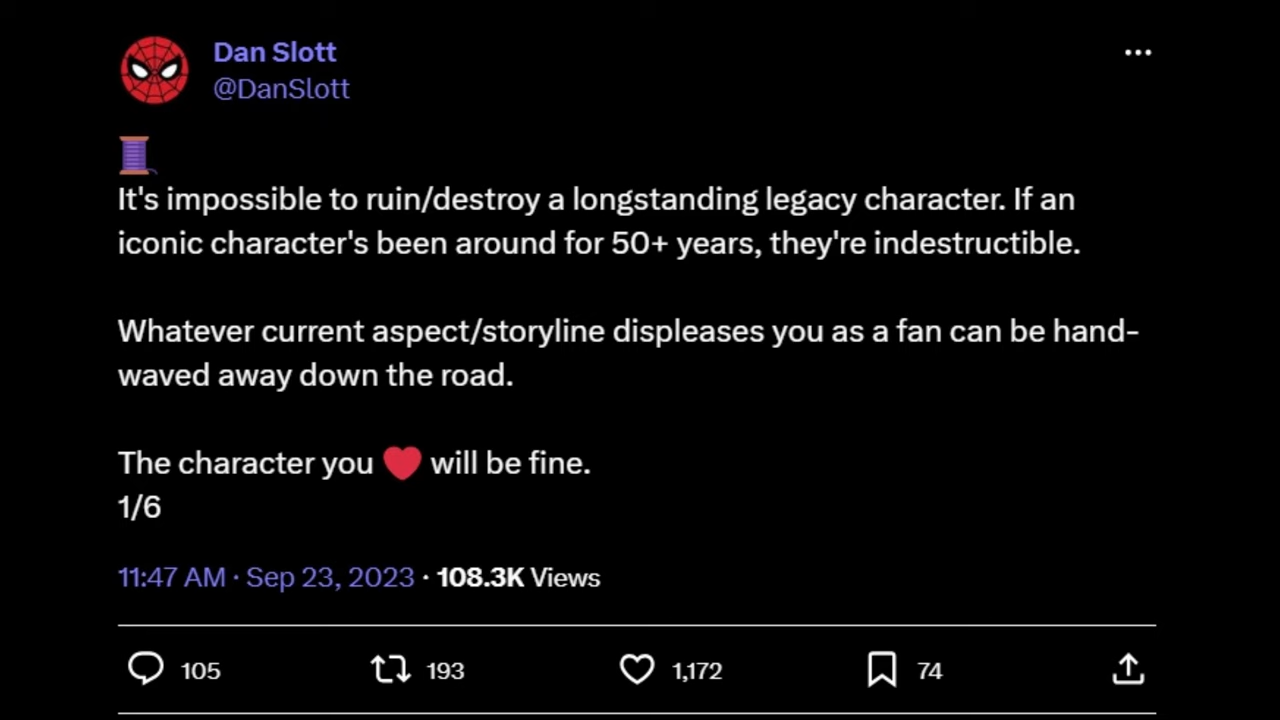 Dan Slott
@DanSlott
It's impossible to ruin/destroy a longstanding legacy character. If an
iconic character's been around for 50+ years, they're indestructible.
Whatever current aspect/storyline displeases you as a fan can be hand-
waved away down the road.
The character you ❤️ will be fine.
1/6
11:47 AM · Sep 23, 2023 · 108.3K Views
105 193 1,172 74